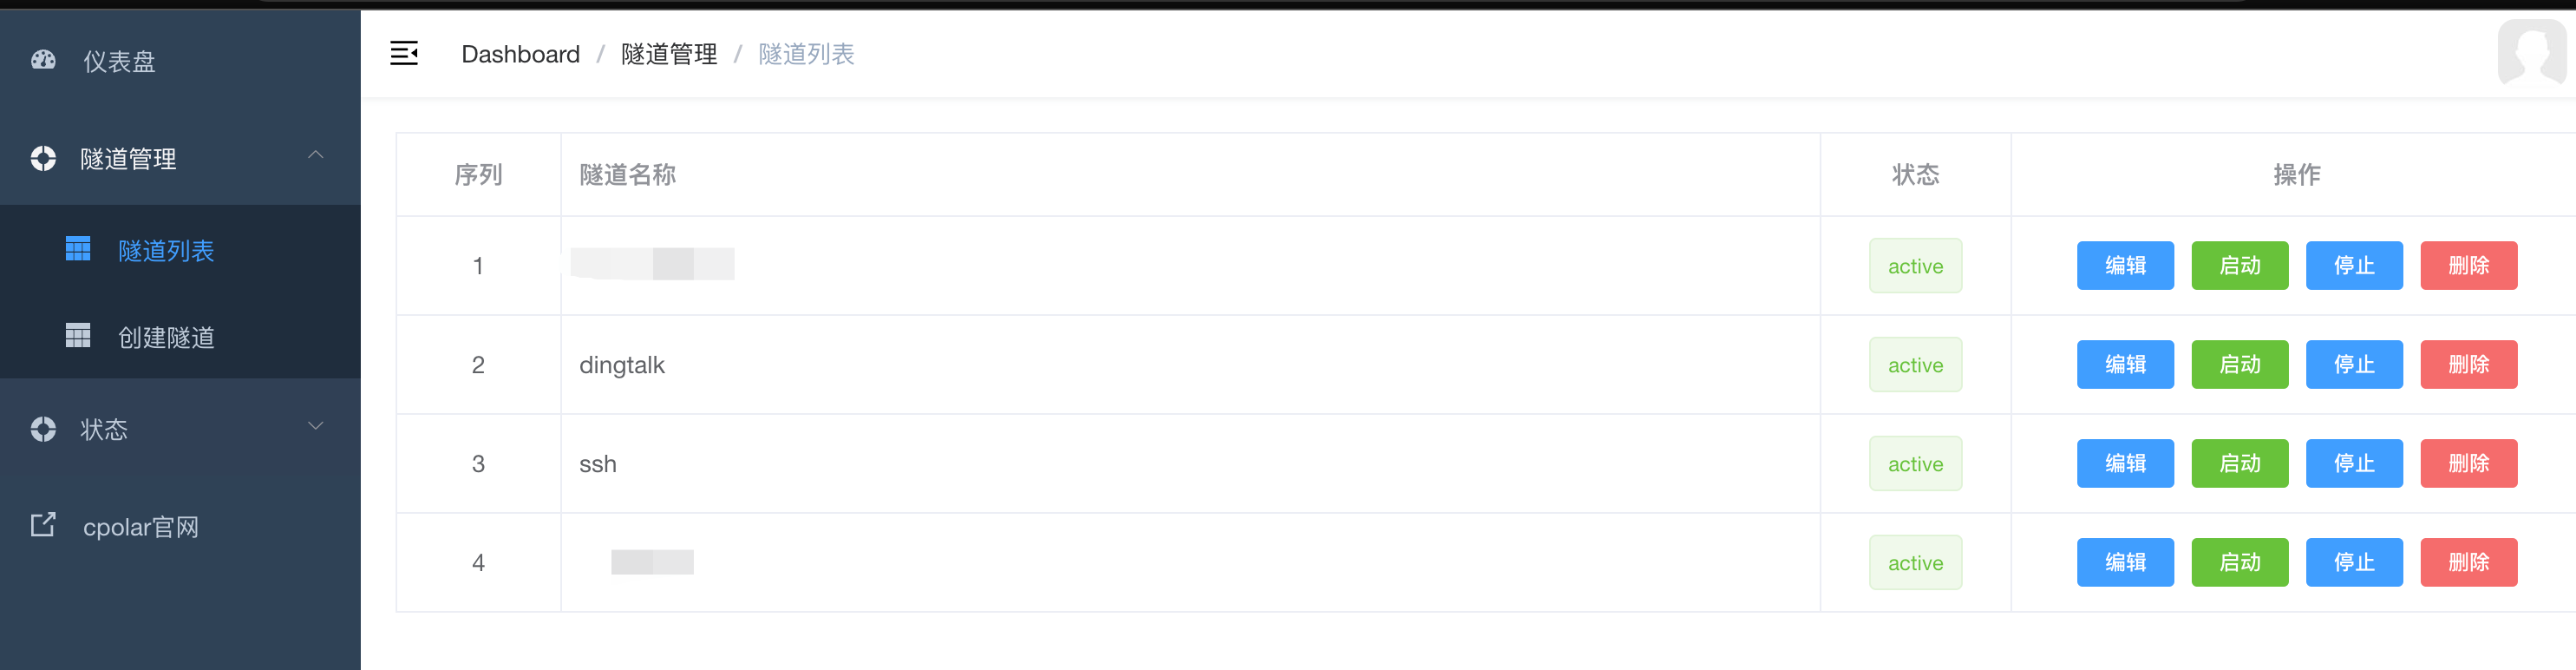 仪表盘
隧道管理
隧道列表
创建隧道
状态
cpolar官网
Dashboard / 隧道管理 / 隧道列表
序列 隧道名称 状态 操作
1 active 编辑 启动 停止 删除
2 dingtalk active 编辑 启动 停止 删除
3 ssh active 编辑 启动 停止 删除
4 active 编辑 启动 停止 删除